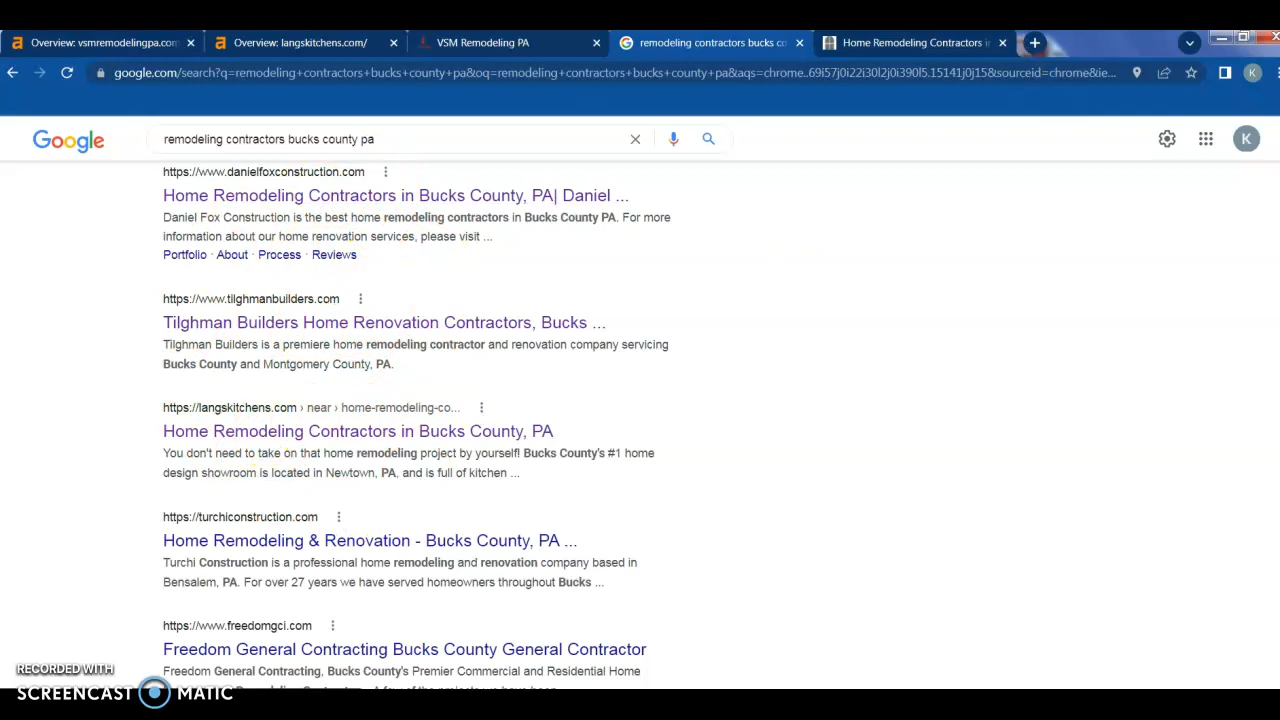 Overview: vsmremodelingpa.com
Overview: langskitchens.com/
VSM Remodeling PA
remodeling contractors bucks co
Home Remodeling Contractors in
google.com/search?q=remodeling+contractors+bucks+county+pa&oq=remodeling+contractors+bucks+county+pa&aqs=chrome..69i57j0i22i30l2j0i390l5.15141j0j15&sourceid=chrome&ie...
K
Google
remodeling contractors bucks county pa
K
https://www.danielfoxconstruction.com
Home Remodeling Contractors in Bucks County, PA| Daniel ...
Daniel Fox Construction is the best home remodeling contractors in Bucks County PA. For more
information about our home renovation services, please visit ...
Portfolio · About · Process · Reviews
https://www.tilghmanbuilders.com
Tilghman Builders Home Renovation Contractors, Bucks ...
Tilghman Builders is a premiere home remodeling contractor and renovation company servicing
Bucks County and Montgomery County, PA.
https://langskitchens.com › near › home-remodeling-co...
Home Remodeling Contractors in Bucks County, PA
You don't need to take on that home remodeling project by yourself! Bucks County's #1 home
design showroom is located in Newtown, PA, and is full of kitchen ...
https://turchiconstruction.com
Home Remodeling & Renovation - Bucks County, PA ...
Turchi Construction is a professional home remodeling and renovation company based in
Bensalem, PA. For over 27 years we have served homeowners throughout Bucks ...
https://www.freedomgci.com
Freedom General Contracting Bucks County General Contractor
Freedom General Contracting, Bucks County's Premier Commercial and Residential Home
RECORDED WITH
SCREENCAST MATIC